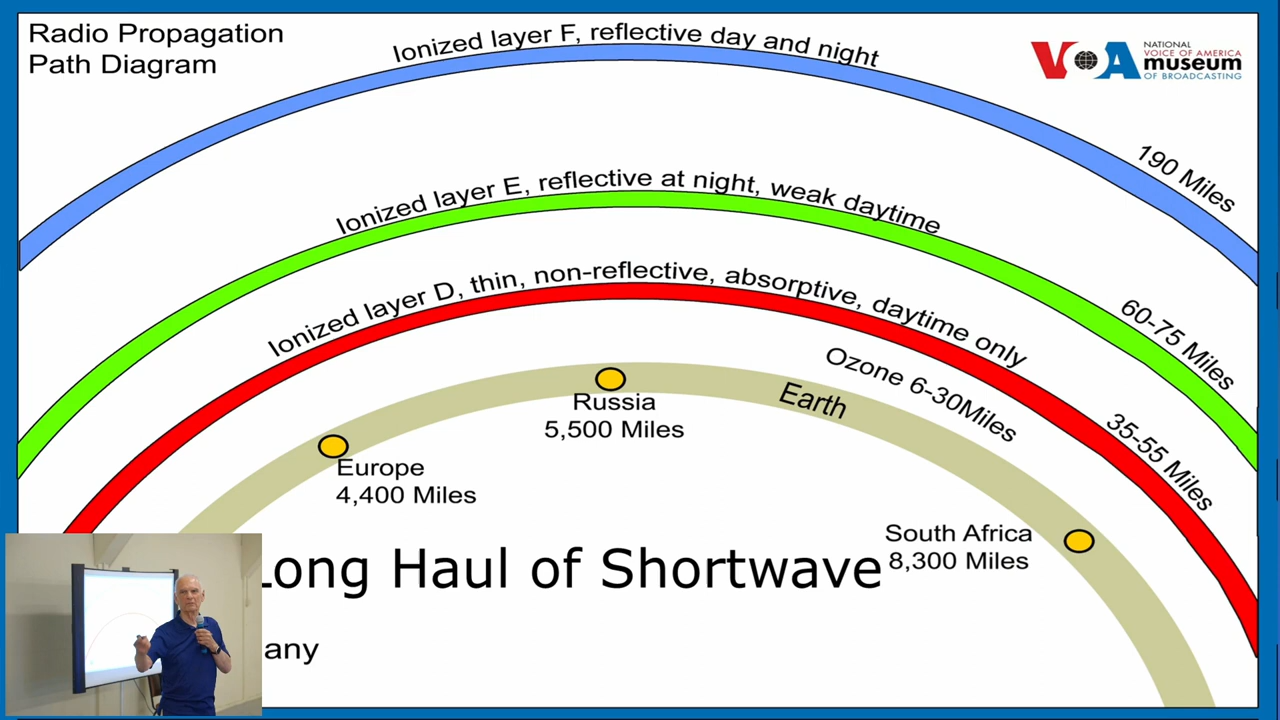 Radio Propagation
Path Diagram
Ionized layer F, reflective day and night
NATIONAL
VOICE OF AMERICA
VOA museum
OF BROADCASTING
190 Miles
Ionized layer E, reflective at night, weak daytime
60-75 Miles
Ionized layer D, thin, non-reflective, absorptive, daytime only
35-55 Miles
Ozone 6-30Miles
Earth
Russia
5,500 Miles
Europe
4,400 Miles
South Africa
8,300 Miles
Long Haul of Shortwave
any